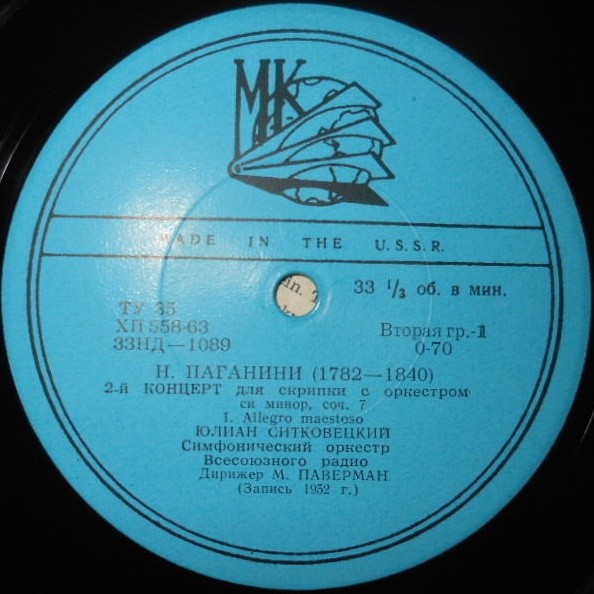 МК
MADE IN THE U.S.S.R.
33 1/3 об. в мин.
ТУ 35
ХП 558-63
33НД—1089
Вторая гр.-1
0-70
Н. ПАГАНИНИ (1782—1840)
2-й КОНЦЕРТ для скрипки с оркестром
си минор, соч. 7
1. Allegro maestoso
ЮЛИАН СИТКОВЕЦКИЙ
Симфонический оркестр
Всесоюзного радио
Дирижер М. ПАВЕРМАН
(Запись 1952 г.)